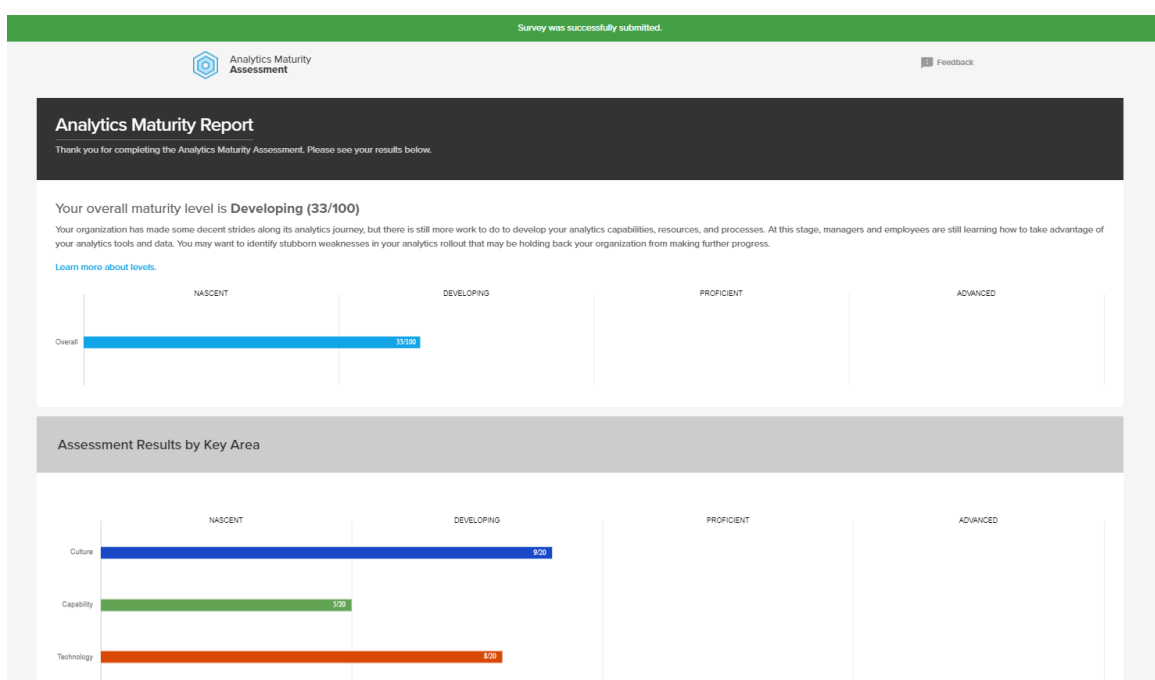 Survey was successfully submitted.
Analytics Maturity
Assessment
Feedback
Analytics Maturity Report
Thank you for completing the Analytics Maturity Assessment. Please see your results below.
Your overall maturity level is Developing (33/100)
Your organization has made some decent strides along its analytics journey, but there is still more work to do to develop your analytics capabilities, resources, and processes. At this stage, managers and employees are still learning how to take advantage of
your analytics tools and data. You may want to identify stubborn weaknesses in your analytics rollout that may be holding back your organization from making further progress.
Learn more about levels.
NASCENT DEVELOPING PROFICIENT ADVANCED
Overall 33/100
Assessment Results by Key Area
NASCENT DEVELOPING PROFICIENT ADVANCED
Culture 9/20
Capability 5/20
Technology 8/20